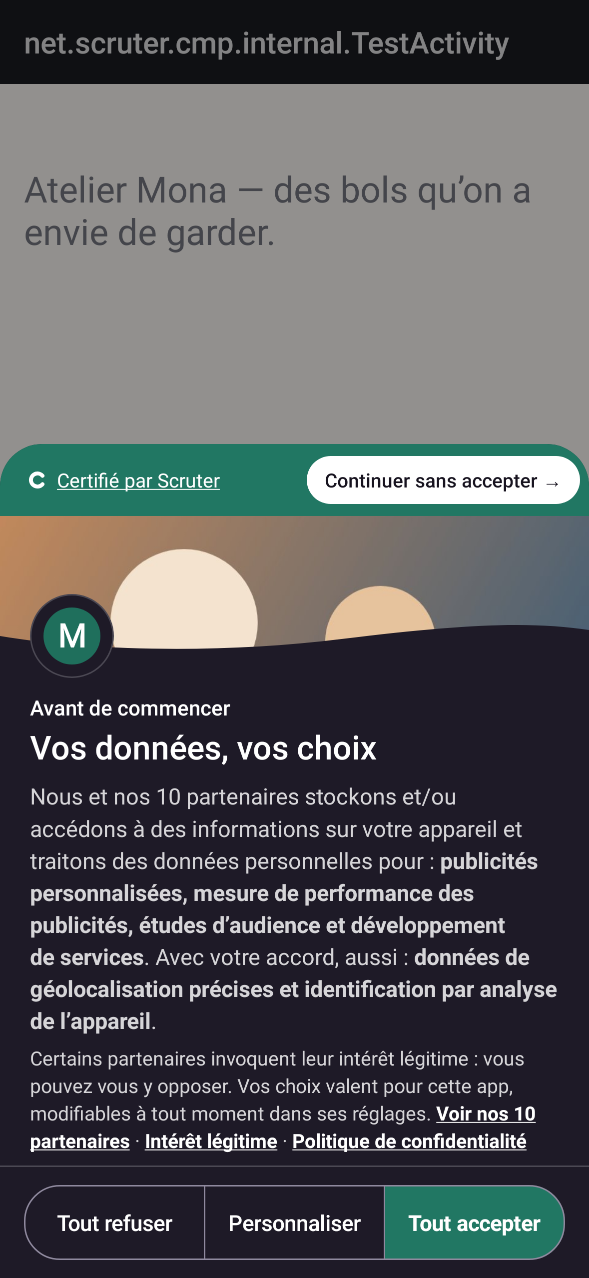 net.scruter.cmp.internal.TestActivity
Atelier Mona — des bols qu’on a
envie de garder.
Certifié par Scruter
Continuer sans accepter →
M
Avant de commencer
Vos données, vos choix
Nous et nos 10 partenaires stockons et/ou
accédons à des informations sur votre appareil et
traitons des données personnelles pour : publicités
personnalisées, mesure de performance des
publicités, études d’audience et développement
de services. Avec votre accord, aussi : données de
géolocalisation précises et identification par analyse
de l’appareil.
Certains partenaires invoquent leur intérêt légitime : vous
pouvez vous y opposer. Vos choix valent pour cette app,
modifiables à tout moment dans ses réglages. Voir nos 10
partenaires · Intérêt légitime · Politique de confidentialité
Tout refuser
Personnaliser
Tout accepter